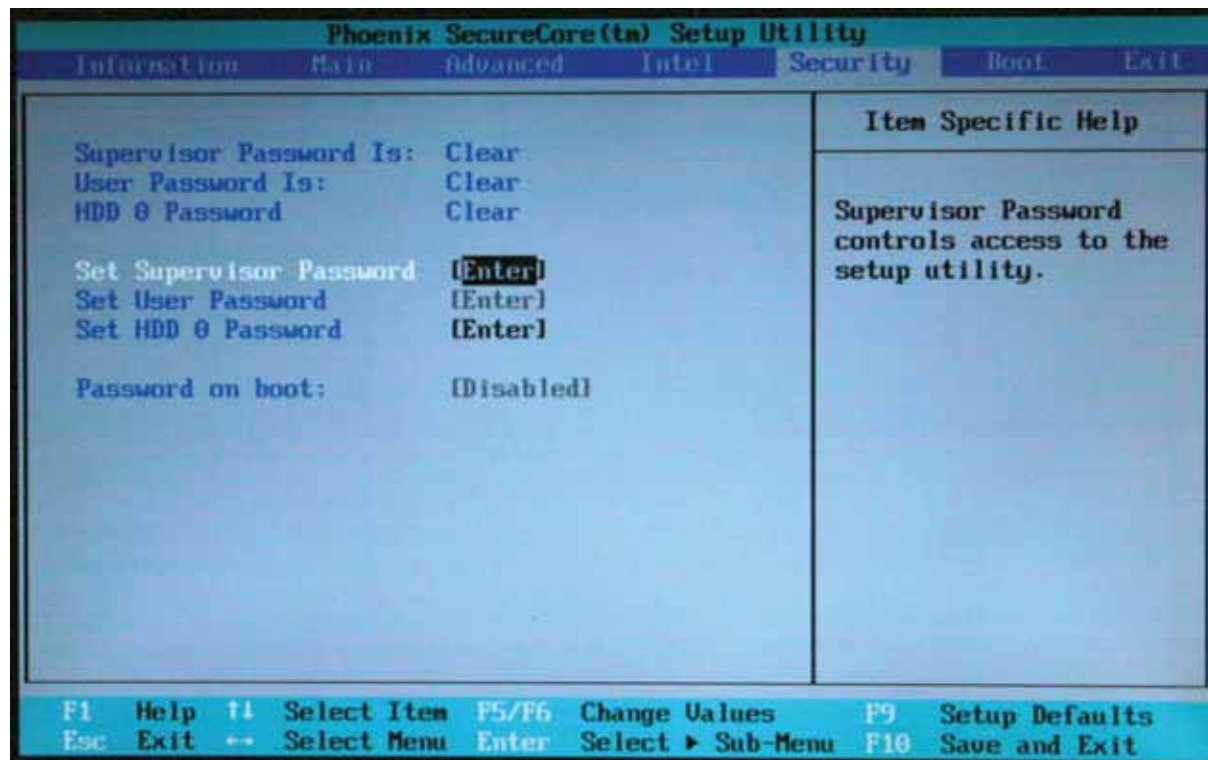 Phoenix SecureCore(tm) Setup Utility
Information Main Advanced Intel Security Boot Exit
Item Specific Help
Supervisor Password Is: Clear
User Password Is: Clear
HDD 0 Password Clear
Supervisor Password
controls access to the
setup utility.
Set Supervisor Password [Enter]
Set User Password [Enter]
Set HDD 0 Password [Enter]
Password on boot: [Disabled]
F1 Help ↑↓ Select Item F5/F6 Change Values F9 Setup Defaults
Esc Exit ↔ Select Menu Enter Select ▶ Sub-Menu F10 Save and Exit